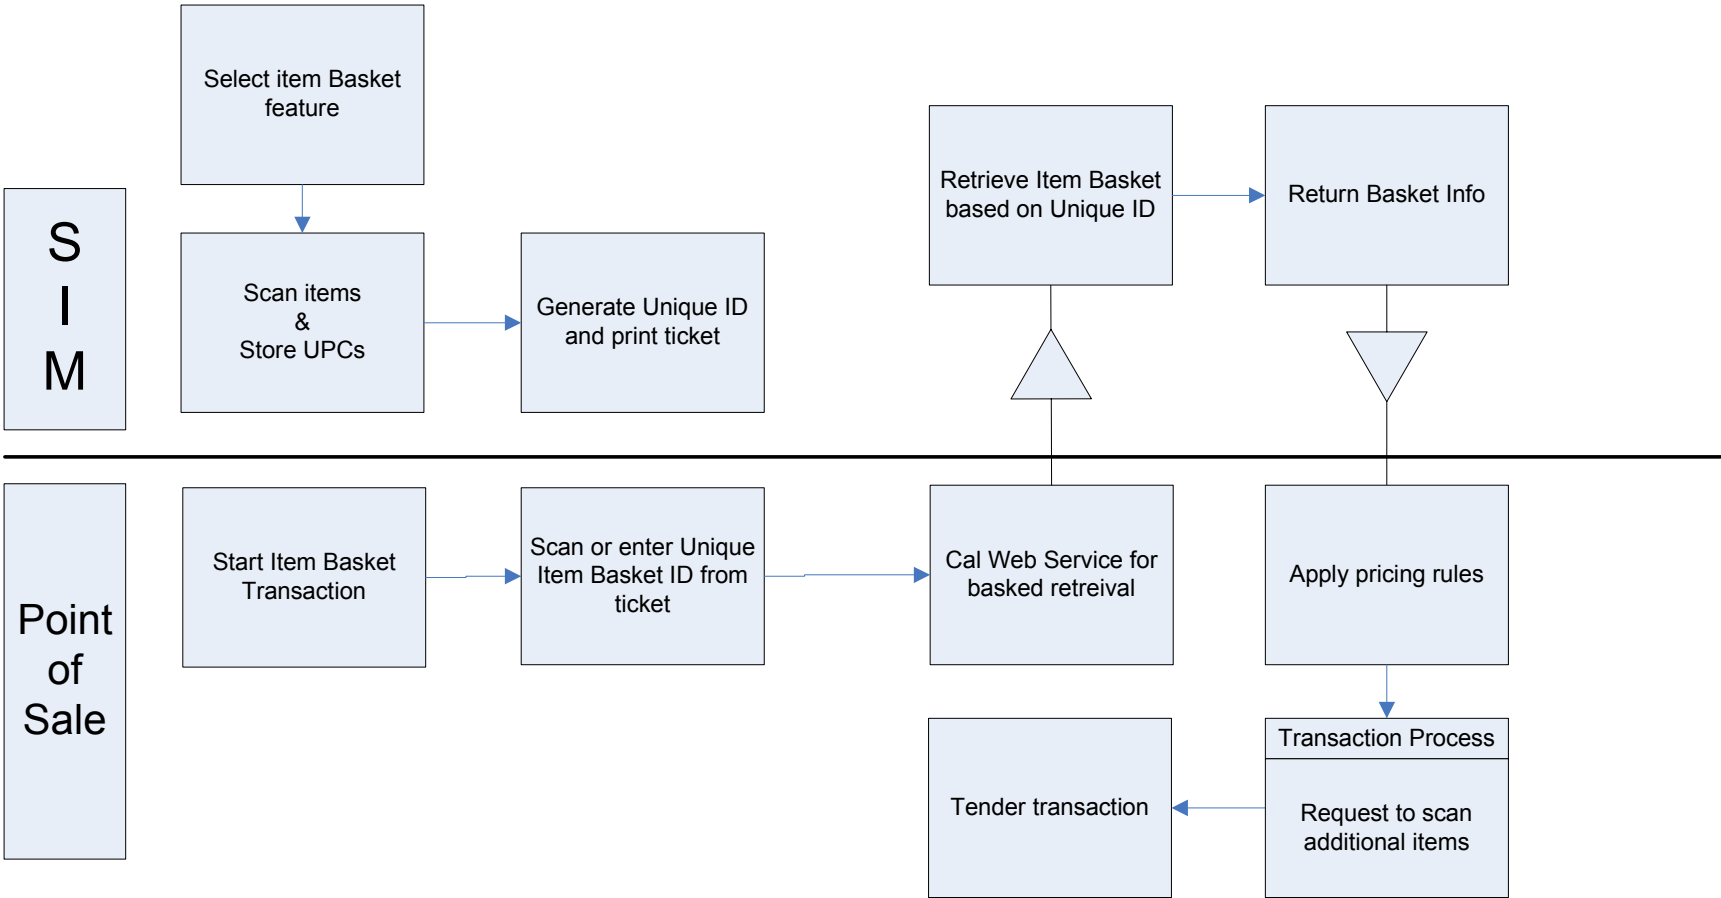 Select item Basket
feature
S
I
M
Scan items
&
Store UPCs
Generate Unique ID
and print ticket
Retrieve Item Basket
based on Unique ID
Return Basket Info
Point
of
Sale
Start Item Basket
Transaction
Scan or enter Unique
Item Basket ID from
ticket
Cal Web Service for
basked retreival
Apply pricing rules
Transaction Process
Request to scan
additional items
Tender transaction